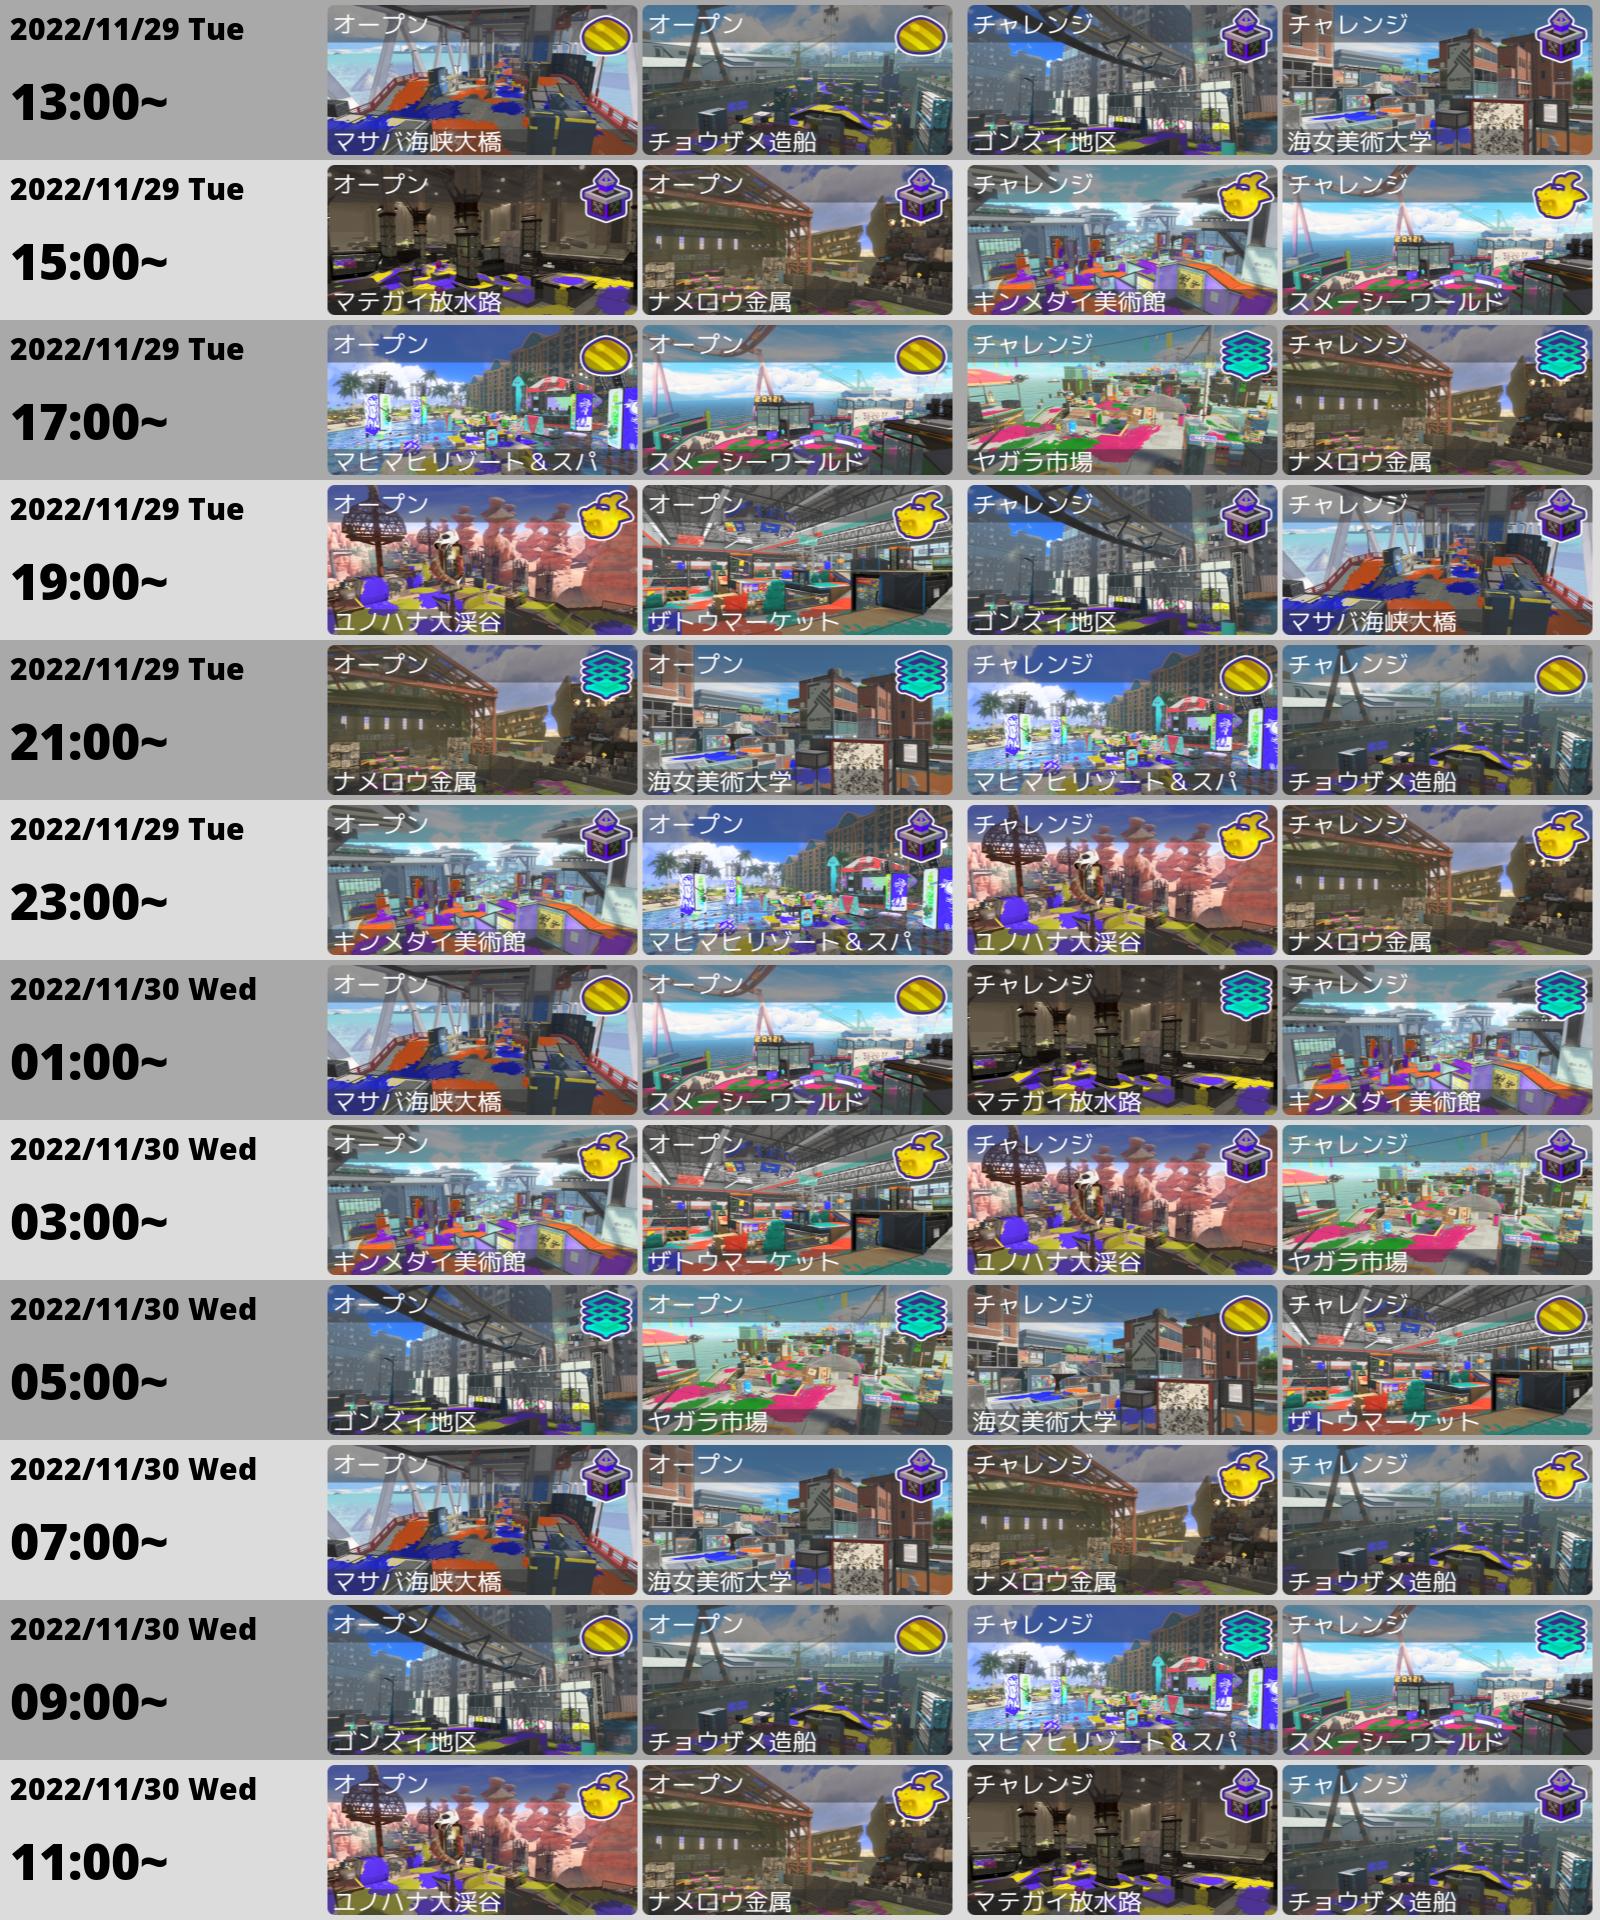 2022/11/29 Tue
13:00~
オープン
マサバ海峡大橋
オープン
チョウザメ造船
チャレンジ
ゴンズイ地区
チャレンジ
海女美術大学
2022/11/29 Tue
15:00~
オープン
マテガイ放水路
オープン
ナメロウ金属
チャレンジ
キンメダイ美術館
チャレンジ
スメーシーワールド
2022/11/29 Tue
17:00~
オープン
マヒマヒリゾート＆スパ
オープン
スメーシーワールド
チャレンジ
ヤガラ市場
チャレンジ
ナメロウ金属
2022/11/29 Tue
19:00~
オープン
ユノハナ大渓谷
オープン
ザトウマーケット
チャレンジ
ゴンズイ地区
チャレンジ
マサバ海峡大橋
2022/11/29 Tue
21:00~
オープン
ナメロウ金属
オープン
海女美術大学
チャレンジ
マヒマヒリゾート＆スパ
チャレンジ
チョウザメ造船
2022/11/29 Tue
23:00~
オープン
キンメダイ美術館
オープン
マヒマヒリゾート＆スパ
チャレンジ
ユノハナ大渓谷
チャレンジ
ナメロウ金属
2022/11/30 Wed
01:00~
オープン
マサバ海峡大橋
オープン
スメーシーワールド
チャレンジ
マテガイ放水路
チャレンジ
キンメダイ美術館
2022/11/30 Wed
03:00~
オープン
キンメダイ美術館
オープン
ザトウマーケット
チャレンジ
ユノハナ大渓谷
チャレンジ
ヤガラ市場
2022/11/30 Wed
05:00~
オープン
ゴンズイ地区
オープン
ヤガラ市場
チャレンジ
海女美術大学
チャレンジ
ザトウマーケット
2022/11/30 Wed
07:00~
オープン
マサバ海峡大橋
オープン
海女美術大学
チャレンジ
ナメロウ金属
チャレンジ
チョウザメ造船
2022/11/30 Wed
09:00~
オープン
ゴンズイ地区
オープン
チョウザメ造船
チャレンジ
マヒマヒリゾート＆スパ
チャレンジ
スメーシーワールド
2022/11/30 Wed
11:00~
オープン
ユノハナ大渓谷
オープン
ナメロウ金属
チャレンジ
マテガイ放水路
チャレンジ
チョウザメ造船